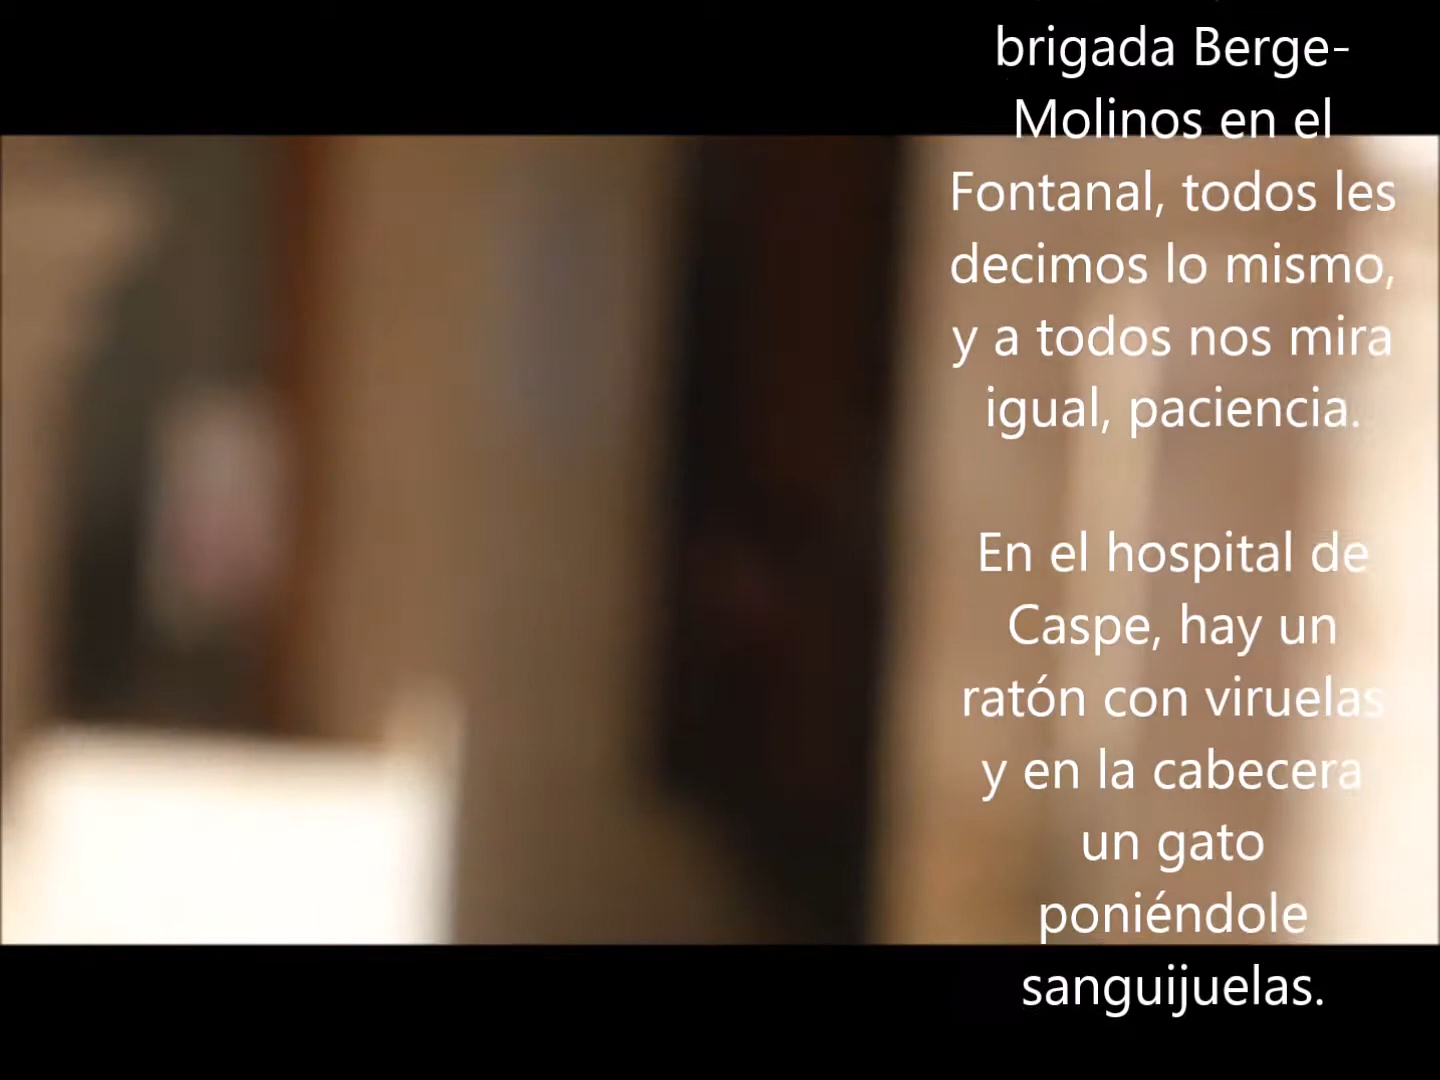 brigada Berge-
Molinos en el
Fontanal, todos les
decimos lo mismo,
y a todos nos mira
igual, paciencia.
En el hospital de
Caspe, hay un
ratón con viruelas
y en la cabecera
un gato
poniéndole
sanguijuelas.